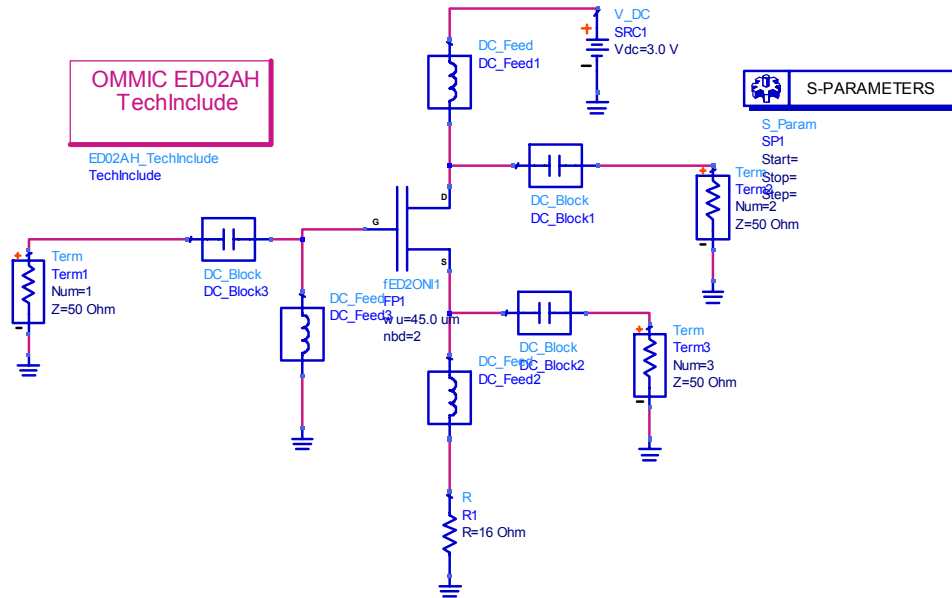 V_DC
SRC1
Vdc=3.0 V
DC_Feed
DC_Feed1
OMMIC ED02AH
TechInclude
ED02AH_TechInclude
TechInclude
S-PARAMETERS
S_Param
SP1
Start=
Stop=
Step=
DC_Block
DC_Block1
Term
Term2
Num=2
Z=50 Ohm
D
G
S
fED2ONI1
FP1
w u=45.0 um
nbd=2
DC_Block
DC_Block3
Term
Term1
Num=1
Z=50 Ohm
DC_Feed
DC_Feed3
DC_Block
DC_Block2
Term
Term3
Num=3
Z=50 Ohm
DC_Feed
DC_Feed2
R
R1
R=16 Ohm